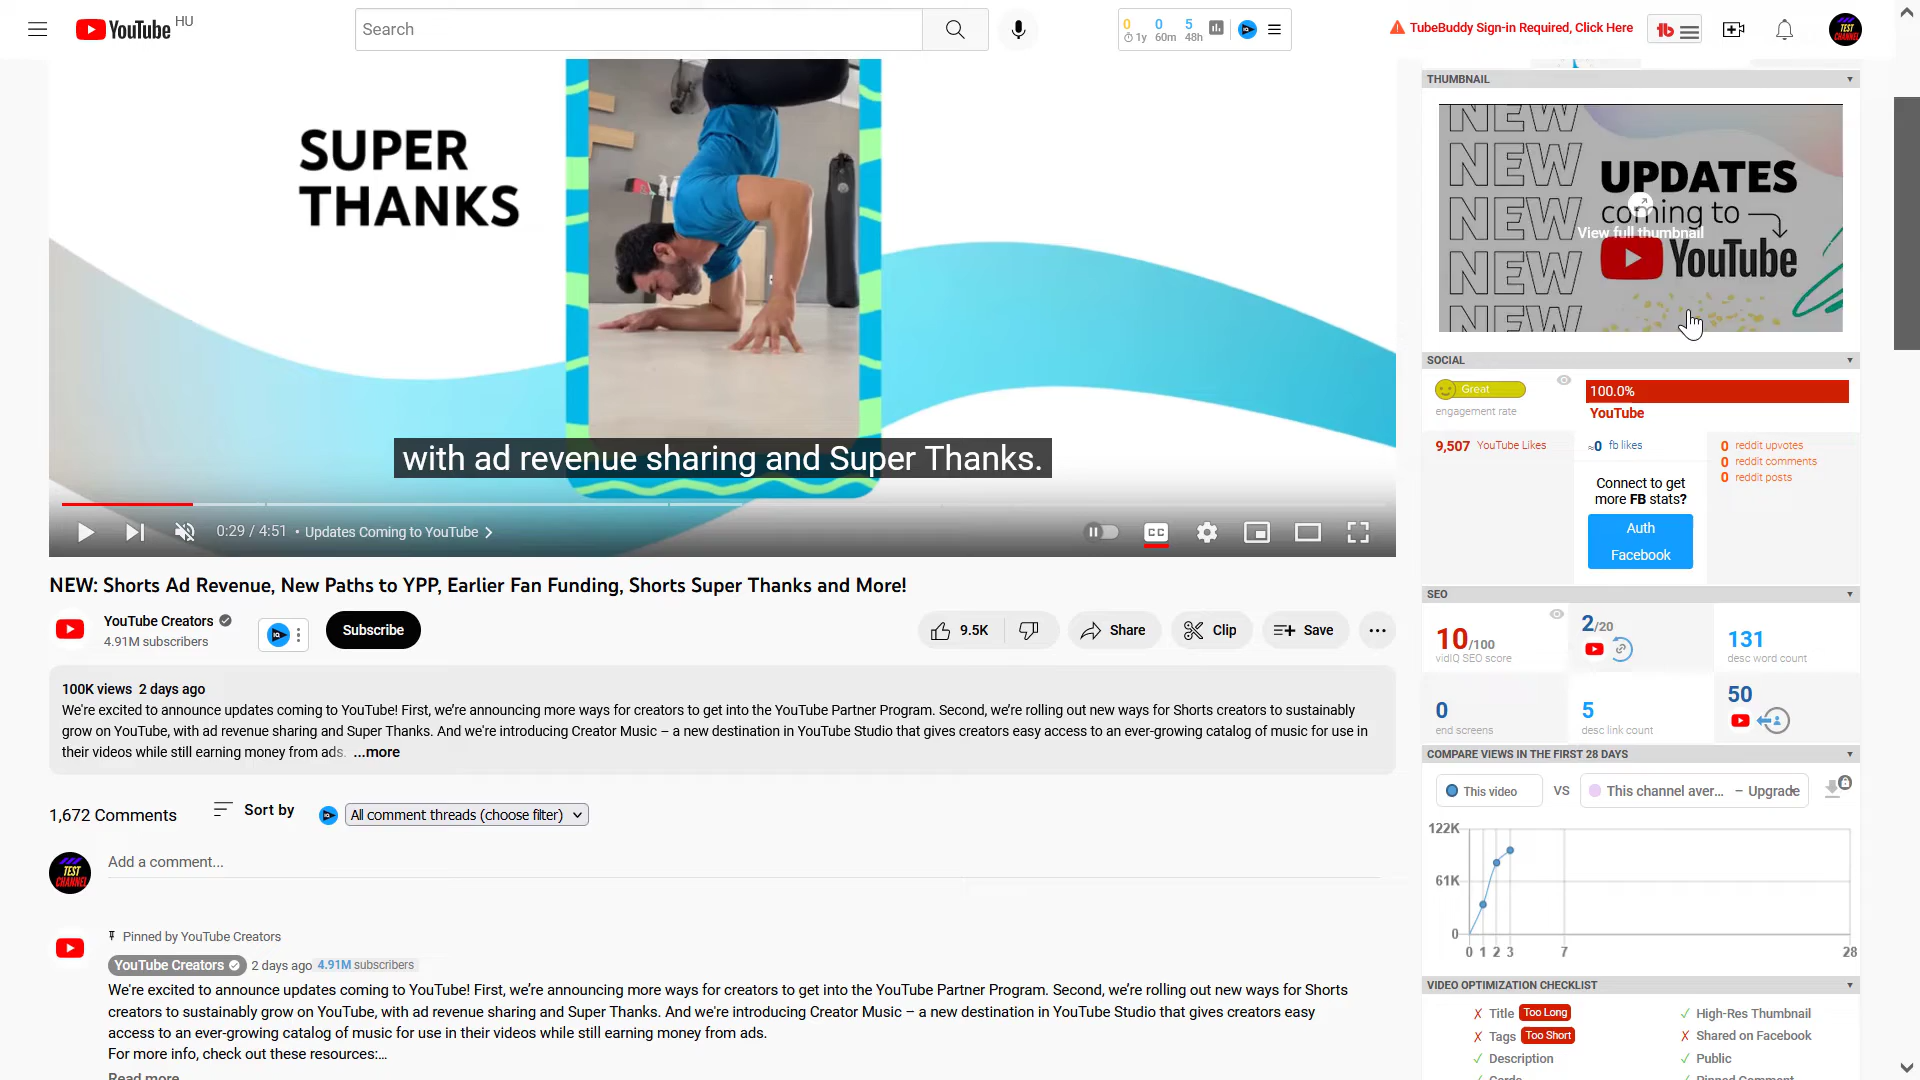 YouTube HU
Search
0 0 5
1y 60m 48h
TubeBuddy Sign-in Required, Click Here
tb
TEST CHANNEL
SUPER
THANKS
with ad revenue sharing and Super Thanks.
0:29 / 4:51 • Updates Coming to YouTube
CC
NEW: Shorts Ad Revenue, New Paths to YPP, Earlier Fan Funding, Shorts Super Thanks and More!
YouTube Creators
4.91M subscribers
Subscribe
9.5K
Share
Clip
Save
100K views 2 days ago
We're excited to announce updates coming to YouTube! First, we're announcing more ways for creators to get into the YouTube Partner Program. Second, we're rolling out new ways for Shorts creators to sustainably
grow on YouTube, with ad revenue sharing and Super Thanks. And we're introducing Creator Music – a new destination in YouTube Studio that gives creators easy access to an ever-growing catalog of music for use in
their videos while still earning money from ads. ...more
1,672 Comments
Sort by
All comment threads (choose filter)
TEST CHANNEL
Add a comment...
Pinned by YouTube Creators
YouTube Creators 2 days ago 4.91M subscribers
We're excited to announce updates coming to YouTube! First, we're announcing more ways for creators to get into the YouTube Partner Program. Second, we're rolling out new ways for Shorts
creators to sustainably grow on YouTube, with ad revenue sharing and Super Thanks. And we're introducing Creator Music – a new destination in YouTube Studio that gives creators easy
access to an ever-growing catalog of music for use in their videos while still earning money from ads.
For more info, check out these resources:...
Read more
THUMBNAIL
NEW
NEW
NEW
NEW
NEW
UPDATES
coming to
View full thumbnail
YouTube
SOCIAL
Great
engagement rate
100.0%
YouTube
9,507 YouTube Likes
≈0 fb likes
Connect to get
more FB stats?
Auth
Facebook
0 reddit upvotes
0 reddit comments
0 reddit posts
SEO
10/100
vidIQ SEO score
2/20
131
desc word count
0
end screens
5
desc link count
50
COMPARE VIEWS IN THE FIRST 28 DAYS
This video
VS
This channel aver... – Upgrade
122K
61K
0
0 1 2 3 7 28
VIDEO OPTIMIZATION CHECKLIST
✗ Title Too Long
✗ Tags Too Short
✓ Description
✓ Cards
✓ High-Res Thumbnail
✗ Shared on Facebook
✓ Public
✓ Pinned Comment